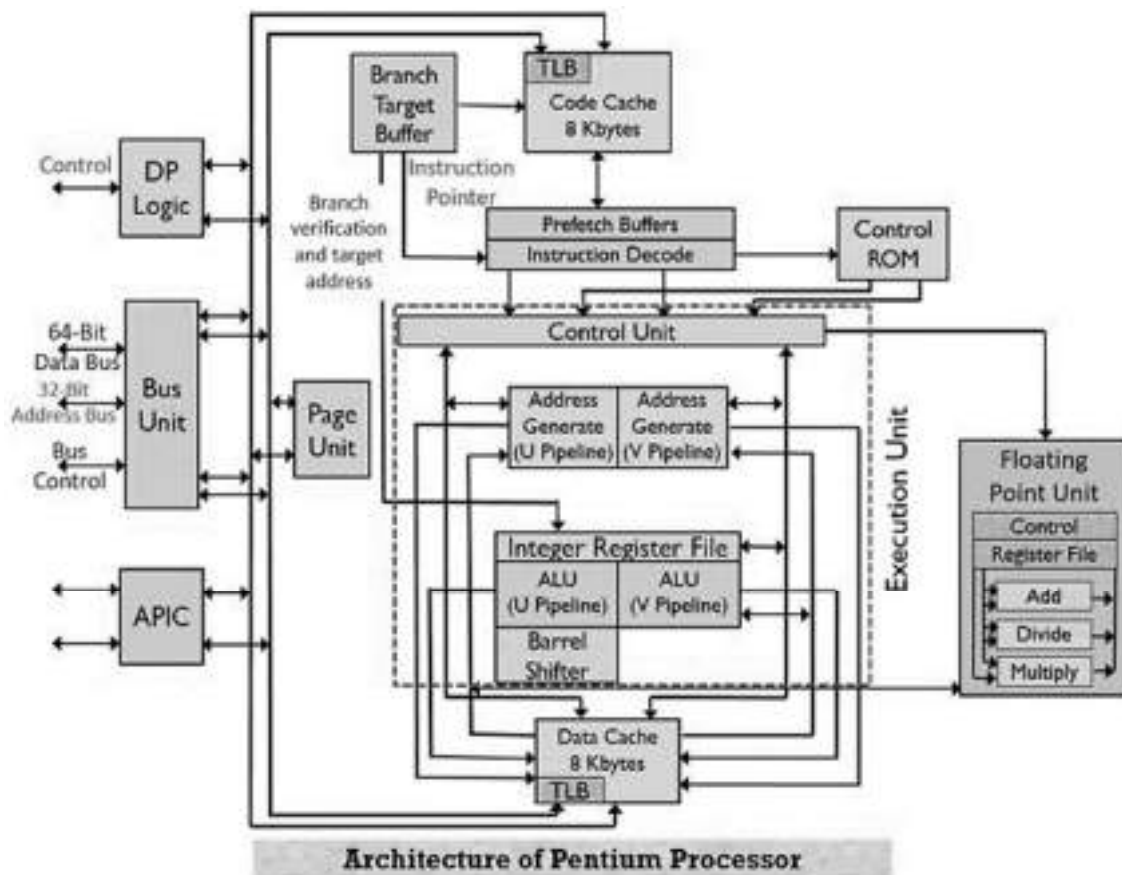 TLB
Code Cache
8 Kbytes
Branch
Target
Buffer
Control
DP
Logic
Instruction
Pointer
Branch
verification
and target
address
Prefetch Buffers
Instruction Decode
Control
ROM
64-Bit
Data Bus
32-Bit
Address Bus
Bus
Control
Bus
Unit
Page
Unit
Control Unit
Address
Generate
(U Pipeline)
Address
Generate
(V Pipeline)
Execution Unit
Floating
Point Unit
Control
Register File
Add
Divide
Multiply
Integer Register File
ALU
(U Pipeline)
ALU
(V Pipeline)
Barrel
Shifter
APIC
Data Cache
8 Kbytes
TLB
Architecture of Pentium Processor